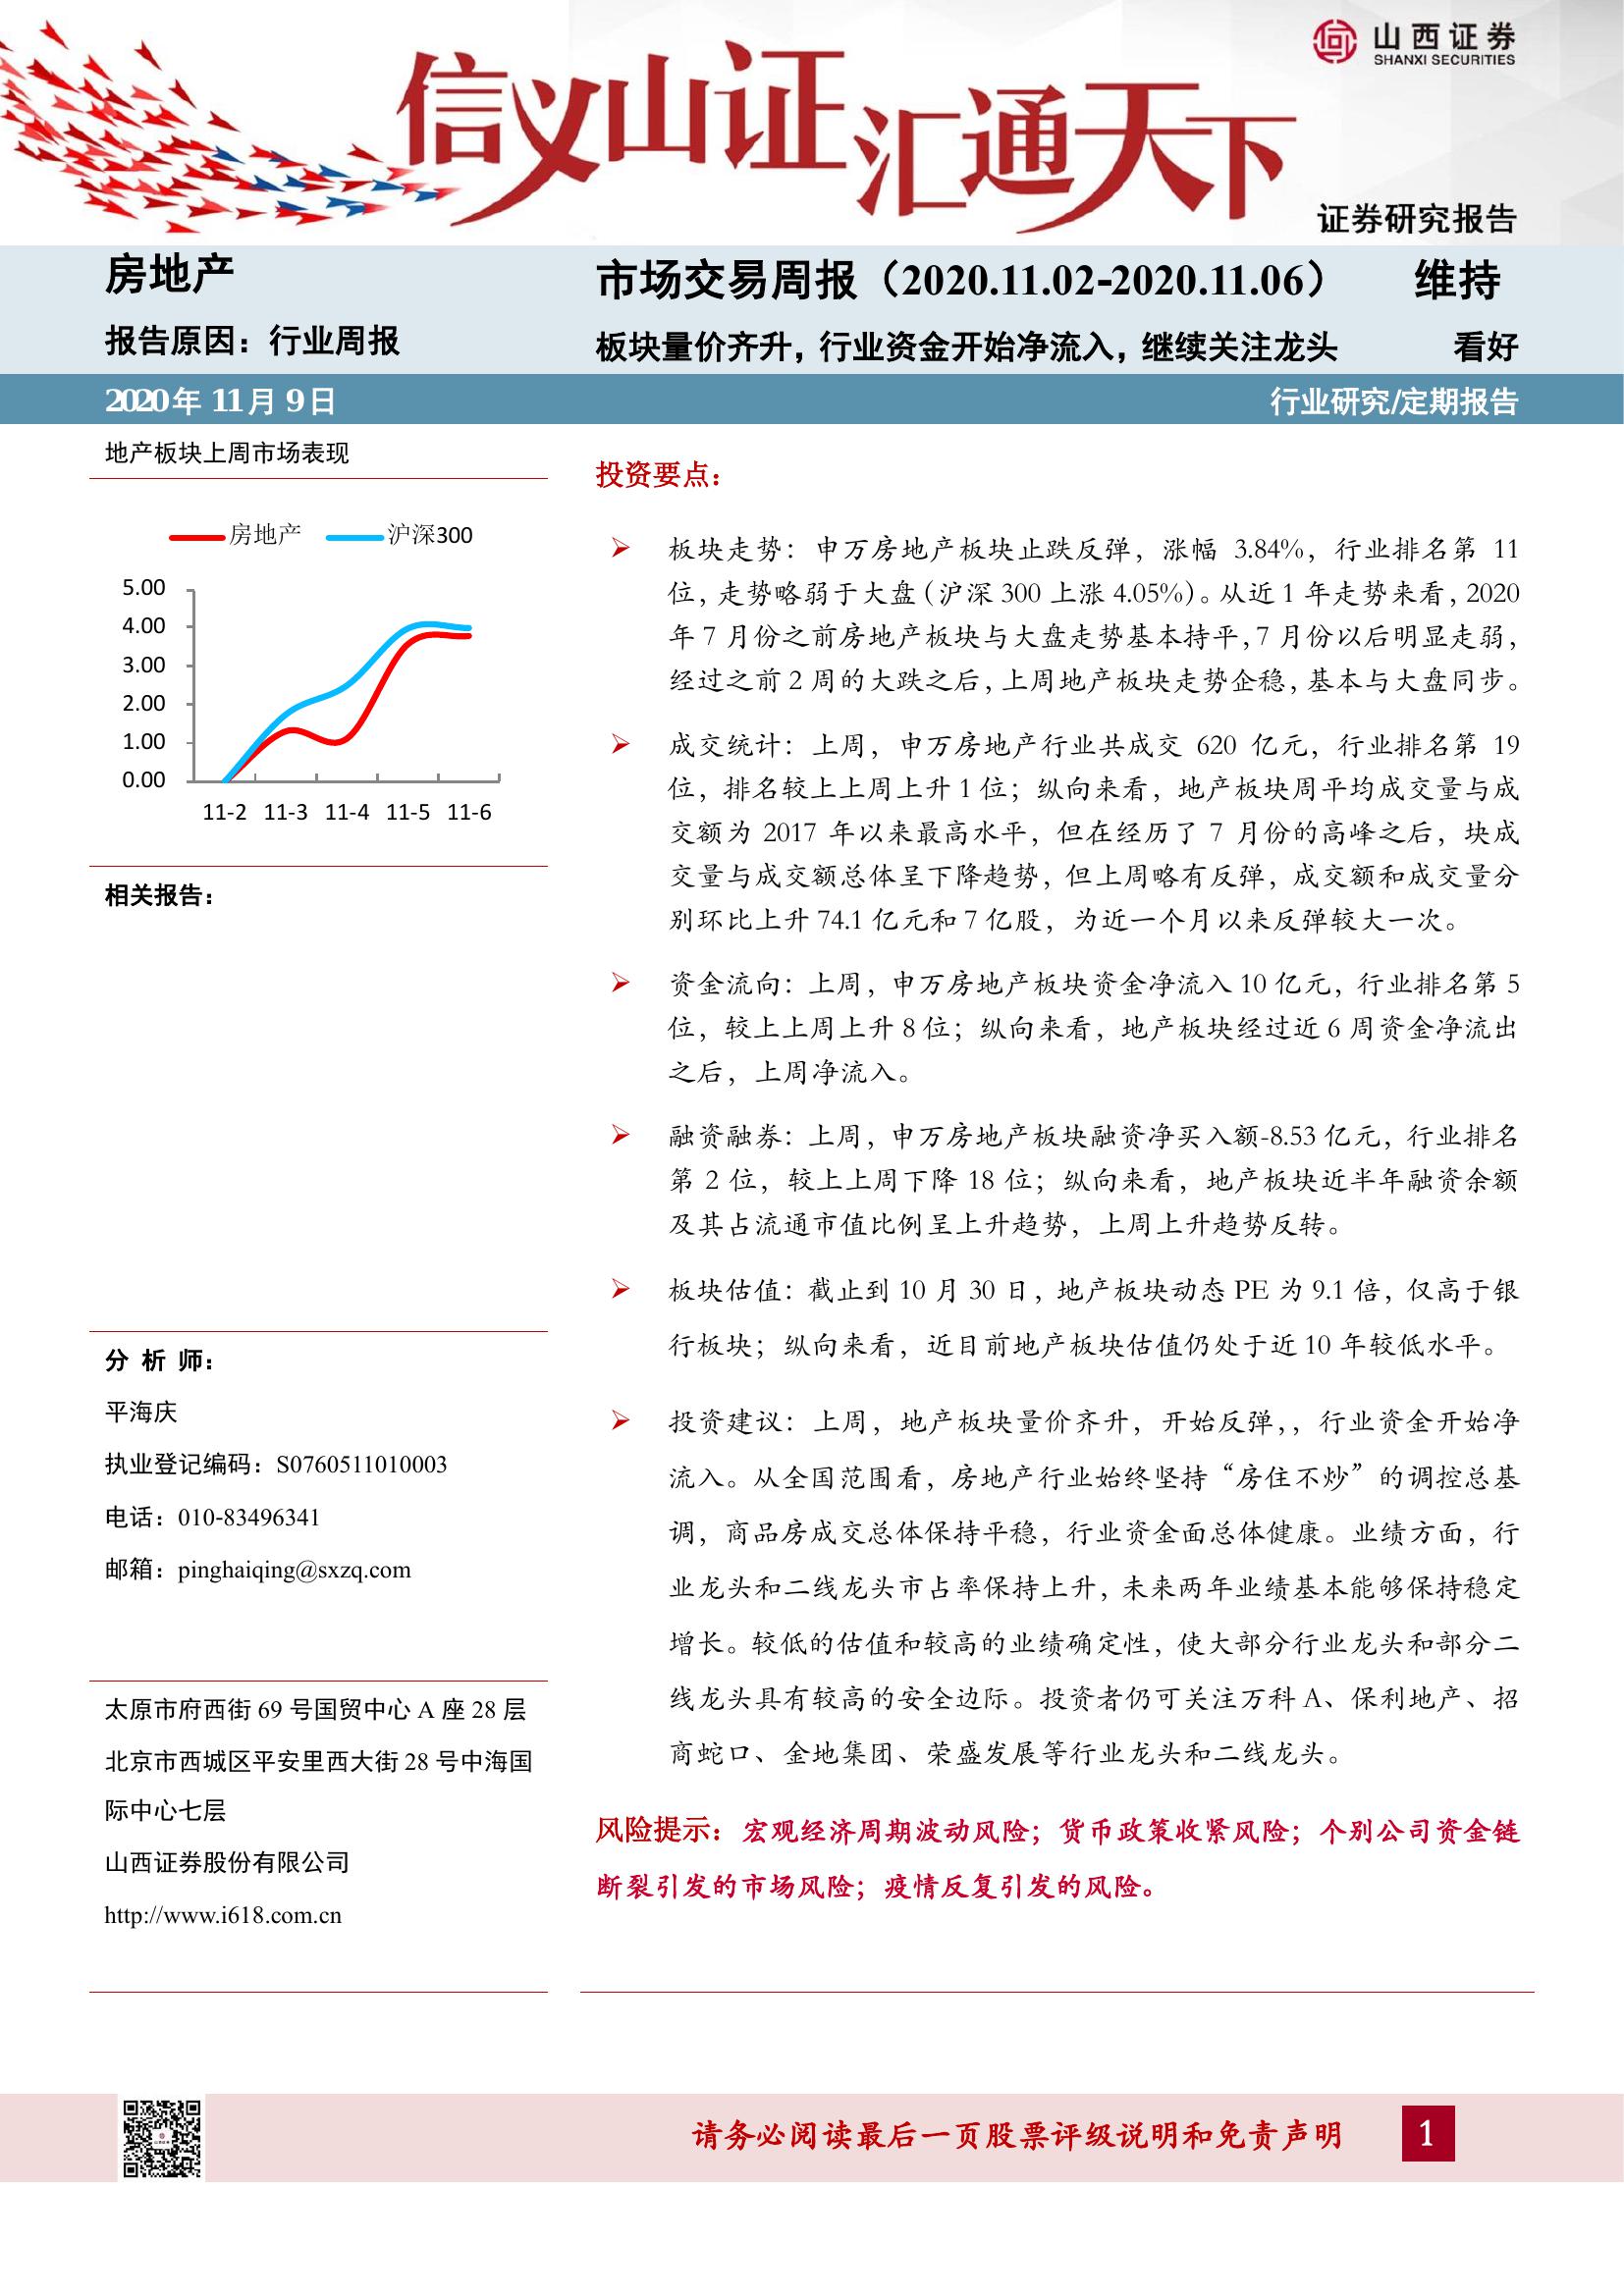 信义山证汇通天下
山西证券
SHANXI SECURITIES
证券研究报告
房地产
报告原因：行业周报
市场交易周报（2020.11.02-2020.11.06） 维持
板块量价齐升，行业资金开始净流入，继续关注龙头 看好
2020年 11月 9日
行业研究/定期报告
地产板块上周市场表现
房地产 沪深300
5.00
4.00
3.00
2.00
1.00
0.00
11-2 11-3 11-4 11-5 11-6
相关报告：
分 析 师：
平海庆
执业登记编码：S0760511010003
电话：010-83496341
邮箱：pinghaiqing@sxzq.com
太原市府西街 69 号国贸中心 A 座 28 层
北京市西城区平安里西大街 28 号中海国
际中心七层
山西证券股份有限公司
http://www.i618.com.cn
投资要点：
板块走势：申万房地产板块止跌反弹，涨幅 3.84%，行业排名第 11
位，走势略弱于大盘（沪深 300 上涨 4.05%）。从近 1 年走势来看，2020
年 7 月份之前房地产板块与大盘走势基本持平，7 月份以后明显走弱，
经过之前 2 周的大跌之后，上周地产板块走势企稳，基本与大盘同步。
成交统计：上周，申万房地产行业共成交 620 亿元，行业排名第 19
位，排名较上上周上升 1 位；纵向来看，地产板块周平均成交量与成
交额为 2017 年以来最高水平，但在经历了 7 月份的高峰之后，块成
交量与成交额总体呈下降趋势，但上周略有反弹，成交额和成交量分
别环比上升 74.1 亿元和 7 亿股，为近一个月以来反弹较大一次。
资金流向：上周，申万房地产板块资金净流入 10 亿元，行业排名第 5
位，较上上周上升 8 位；纵向来看，地产板块经过近 6 周资金净流出
之后，上周净流入。
融资融券：上周，申万房地产板块融资净买入额-8.53 亿元，行业排名
第 2 位，较上上周下降 18 位；纵向来看，地产板块近半年融资余额
及其占流通市值比例呈上升趋势，上周上升趋势反转。
板块估值：截止到 10 月 30 日，地产板块动态 PE 为 9.1 倍，仅高于银
行板块；纵向来看，近目前地产板块估值仍处于近 10 年较低水平。
投资建议：上周，地产板块量价齐升，开始反弹，，行业资金开始净
流入。从全国范围看，房地产行业始终坚持“房住不炒”的调控总基
调，商品房成交总体保持平稳，行业资金面总体健康。业绩方面，行
业龙头和二线龙头市占率保持上升，未来两年业绩基本能够保持稳定
增长。较低的估值和较高的业绩确定性，使大部分行业龙头和部分二
线龙头具有较高的安全边际。投资者仍可关注万科 A、保利地产、招
商蛇口、金地集团、荣盛发展等行业龙头和二线龙头。
风险提示：宏观经济周期波动风险；货币政策收紧风险；个别公司资金链
断裂引发的市场风险；疫情反复引发的风险。
请务必阅读最后一页股票评级说明和免责声明
1